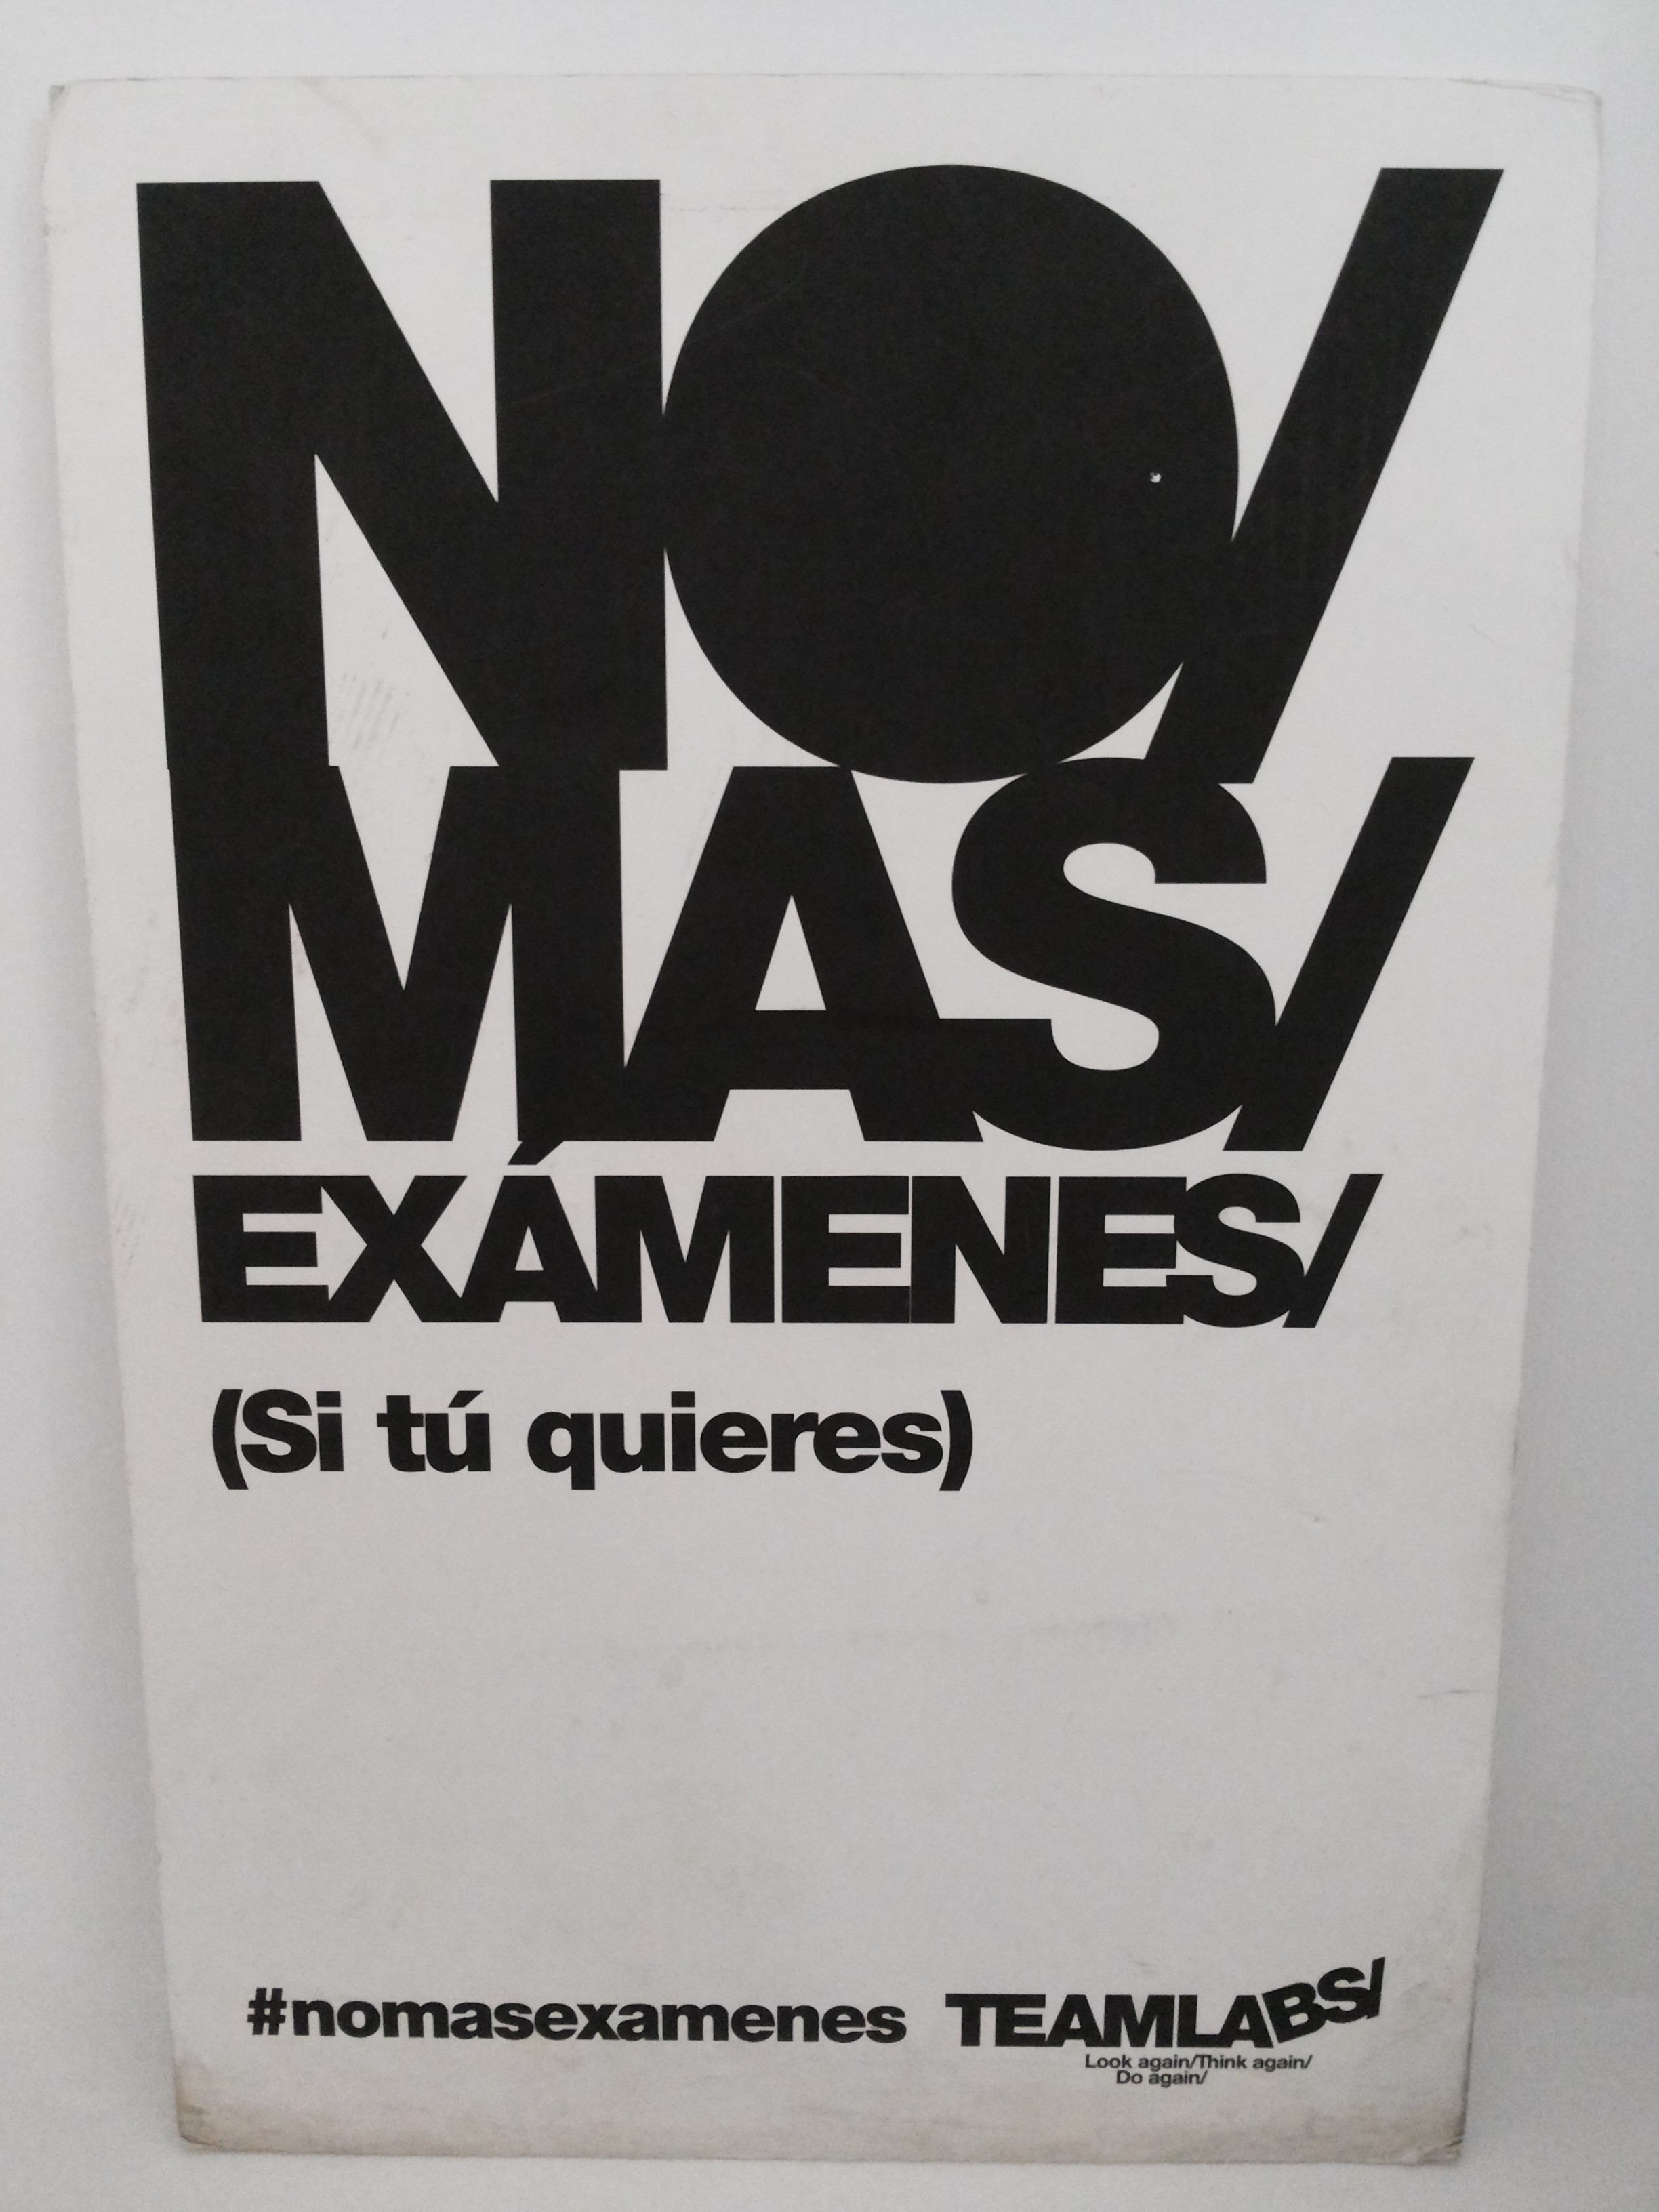 NO/
MAS/
EXÁMENES/
(Si tú quieres)
#nomasexamenes TEAMLABS/
Look again/Think again/
Do again/